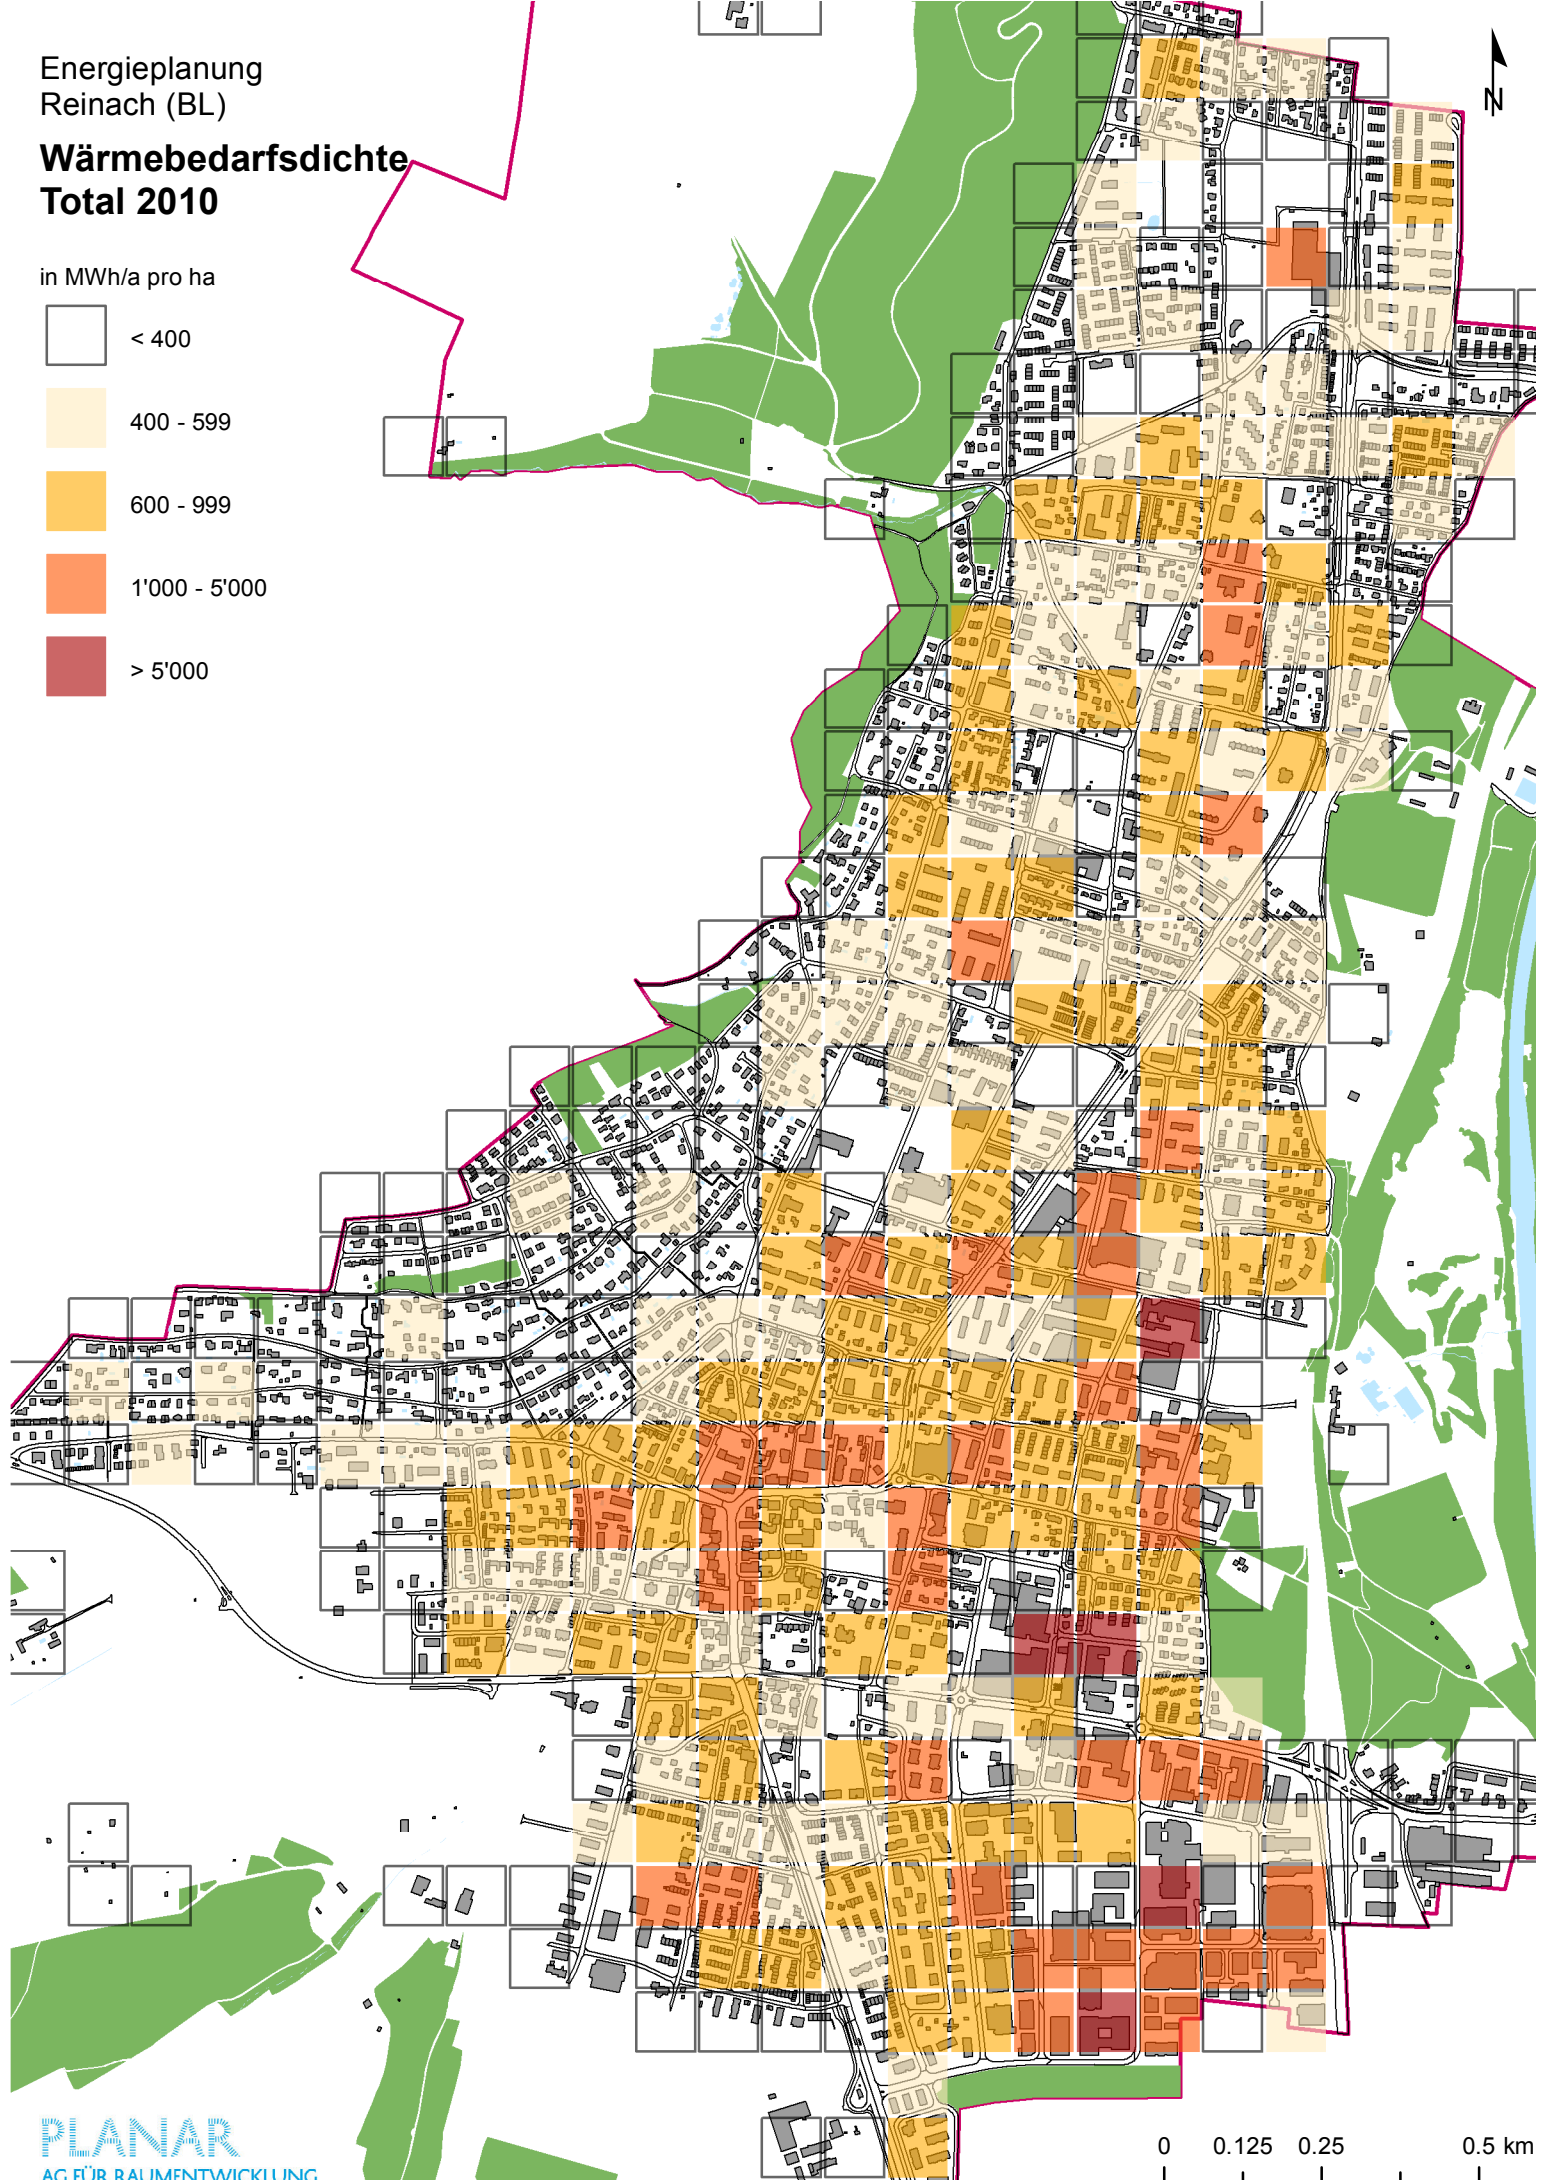 Energieplanung
Reinach (BL)
Wärmebedarfsdichte
Total 2010
in MWh/a pro ha
< 400
400 - 599
600 - 999
1'000 - 5'000
> 5'000
N
PLANAR
AG FÜR RAUMENTWICKLUNG
0 0.125 0.25 0.5 km